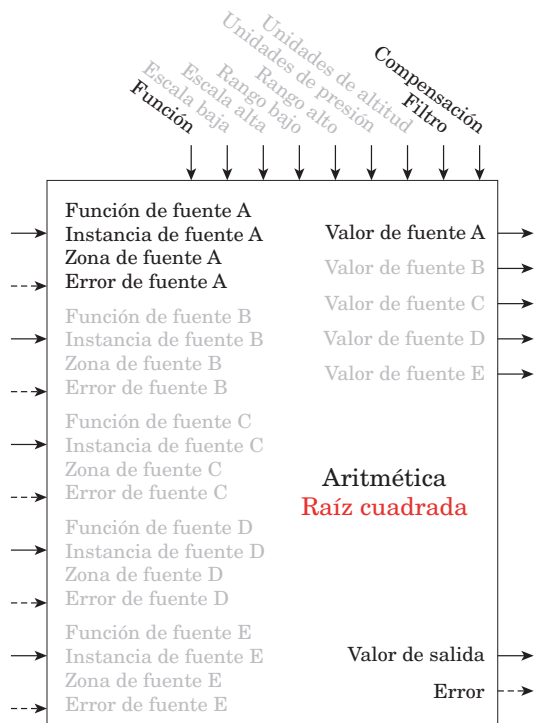 Función
Escala baja
Escala alta
Rango bajo
Rango alto
Unidades de presión
Unidades de altitud
Filtro
Compensación
Función de fuente A
Instancia de fuente A
Zona de fuente A
Error de fuente A
Función de fuente B
Instancia de fuente B
Zona de fuente B
Error de fuente B
Función de fuente C
Instancia de fuente C
Zona de fuente C
Error de fuente C
Función de fuente D
Instancia de fuente D
Zona de fuente D
Error de fuente D
Función de fuente E
Instancia de fuente E
Zona de fuente E
Error de fuente E
Valor de fuente A
Valor de fuente B
Valor de fuente C
Valor de fuente D
Valor de fuente E
Aritmética
Raíz cuadrada
Valor de salida
Error